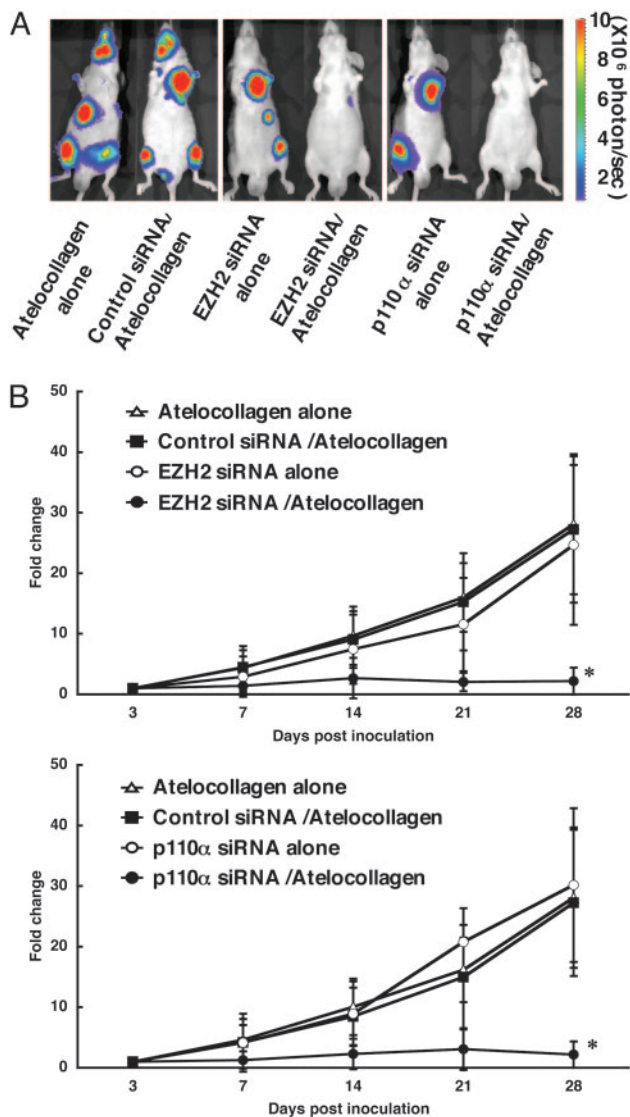 A
10
8
6
4
2
(X10⁶ photon/sec)
Atelocollagen
alone
Control siRNA/
Atelocollagen
EZH2 siRNA
alone
EZH2 siRNA/
Atelocollagen
p110α siRNA
alone
p110α siRNA/
Atelocollagen
B
50
40
30
20
10
0
Fold change
Atelocollagen alone
Control siRNA /Atelocollagen
EZH2 siRNA alone
EZH2 siRNA /Atelocollagen
*
3 7 14 21 28
Days post inoculation
50
40
30
20
10
0
Fold change
Atelocollagen alone
Control siRNA /Atelocollagen
p110α siRNA alone
p110α siRNA /Atelocollagen
*
3 7 14 21 28
Days post inoculation